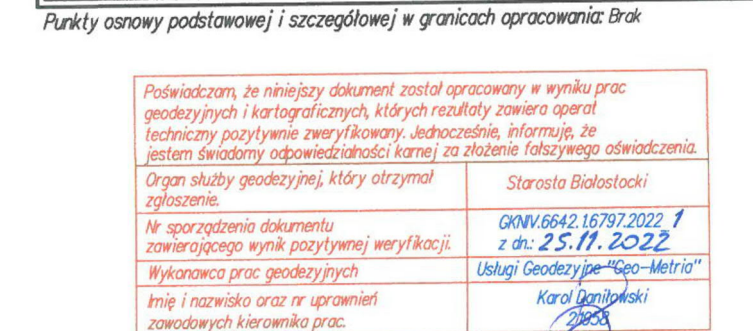 Punkty osnowy podstawowej i szczegółowej w granicach opracowania: Brak
Poświadczam, że niniejszy dokument został opracowany w wyniku prac
geodezyjnych i kartograficznych, których rezultaty zawiera operat
techniczny pozytywnie zweryfikowany. Jednocześnie, informuję, że
jestem świadomy odpowiedzialności karnej za złożenie fałszywego oświadczenia.
Organ służby geodezyjnej, który otrzymał
zgłoszenie.
Starosta Białostocki
Nr sporządzenia dokumentu
zawierającego wynik pozytywnej weryfikacji.
GKNIV.6642.1.6797.2022_1
z dn.: 25.11.2022
Wykonawca prac geodezyjnych
Usługi Geodezyjne "Geo-Metria"
Imię i nazwisko oraz nr uprawnień
zawodowych kierownika prac.
Karol Daniłowski